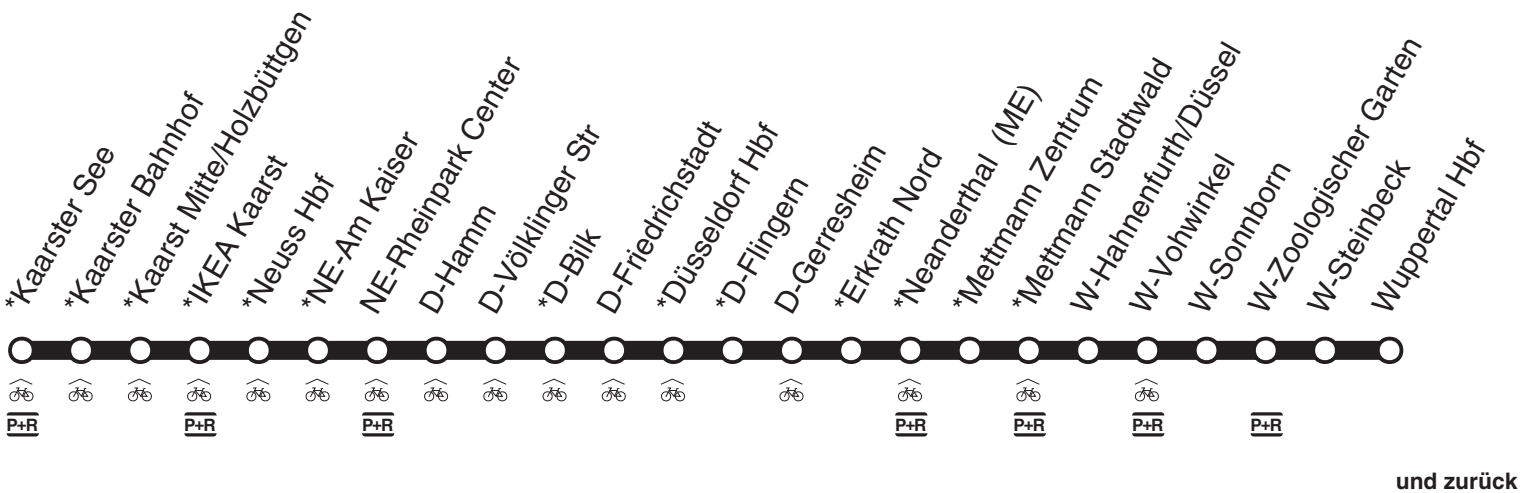 *Kaarster See
*Kaarster Bahnhof
*Kaarst Mitte/Holzbüttgen
*IKEA Kaarst
*Neuss Hbf
*NE-Am Kaiser
NE-Rheinpark Center
D-Hamm
D-Völklinger Str
*D-Bilk
D-Friedrichstadt
*Düsseldorf Hbf
*D-Flingern
D-Gerresheim
*Erkrath Nord
*Neanderthal (ME)
*Mettmann Zentrum
*Mettmann Stadtwald
W-Hahnenfurth/Düssel
W-Vohwinkel
W-Sonnborn
W-Zoologischer Garten
W-Steinbeck
Wuppertal Hbf
P+R P+R P+R P+R P+R P+R P+R
und zurück